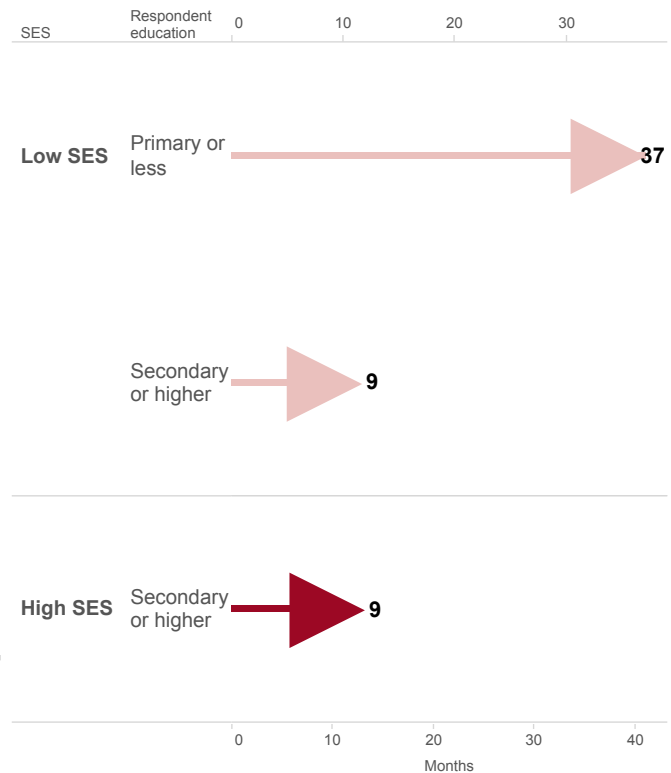 SES Respondent education 0 10 20 30
Low SES Primary or less 37
Secondary or higher 9
High SES Secondary or higher 9
0 10 20 30 40
Months